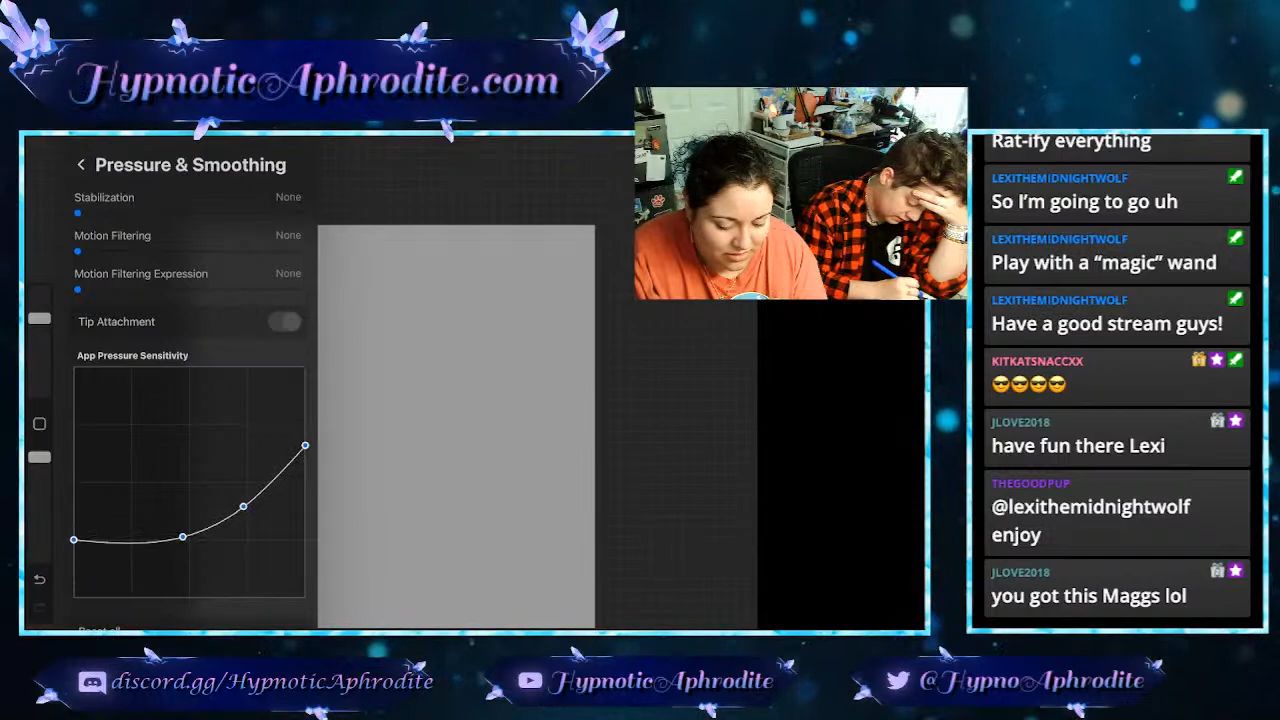 HypnoticAphrodite.com
Pressure & Smoothing
Stabilization None
Motion Filtering None
Motion Filtering Expression None
Tip Attachment
App Pressure Sensitivity
Reset all
Rat-ify everything
LEXITHEMIDNIGHTWOLF
So I’m going to go uh
LEXITHEMIDNIGHTWOLF
Play with a “magic” wand
LEXITHEMIDNIGHTWOLF
Have a good stream guys!
KITKATSNACCXX
😎😎😎😎
JLOVE2018
have fun there Lexi
THEGOODPUP
@lexithemidnightwolf
enjoy
JLOVE2018
you got this Maggs lol
discord.gg/HypnoticAphrodite
HypnoticAphrodite
@HypnoAphrodite